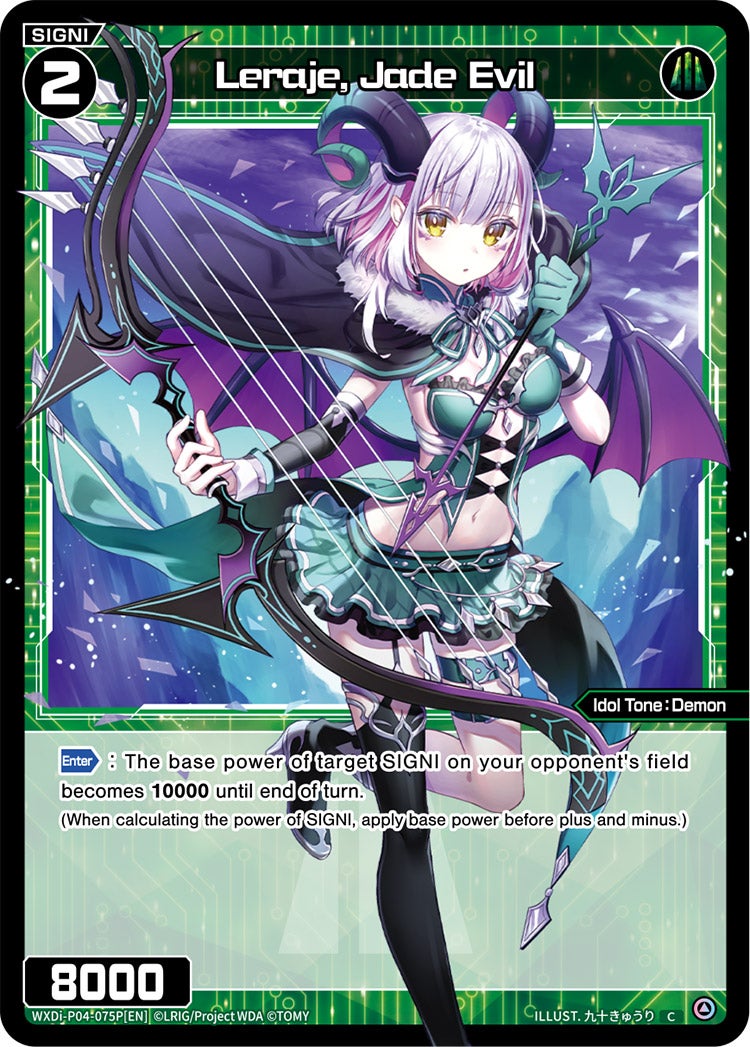 SIGNI
2
Leraje, Jade Evil
Idol Tone:Demon
Enter : The base power of target SIGNI on your opponent's field
becomes 10000 until end of turn.
(When calculating the power of SIGNI, apply base power before plus and minus.)
8000
WXDi-P04-075P[EN] ©LRIG/Project WDA ©TOMY
ILLUST. 九十きゅうり C